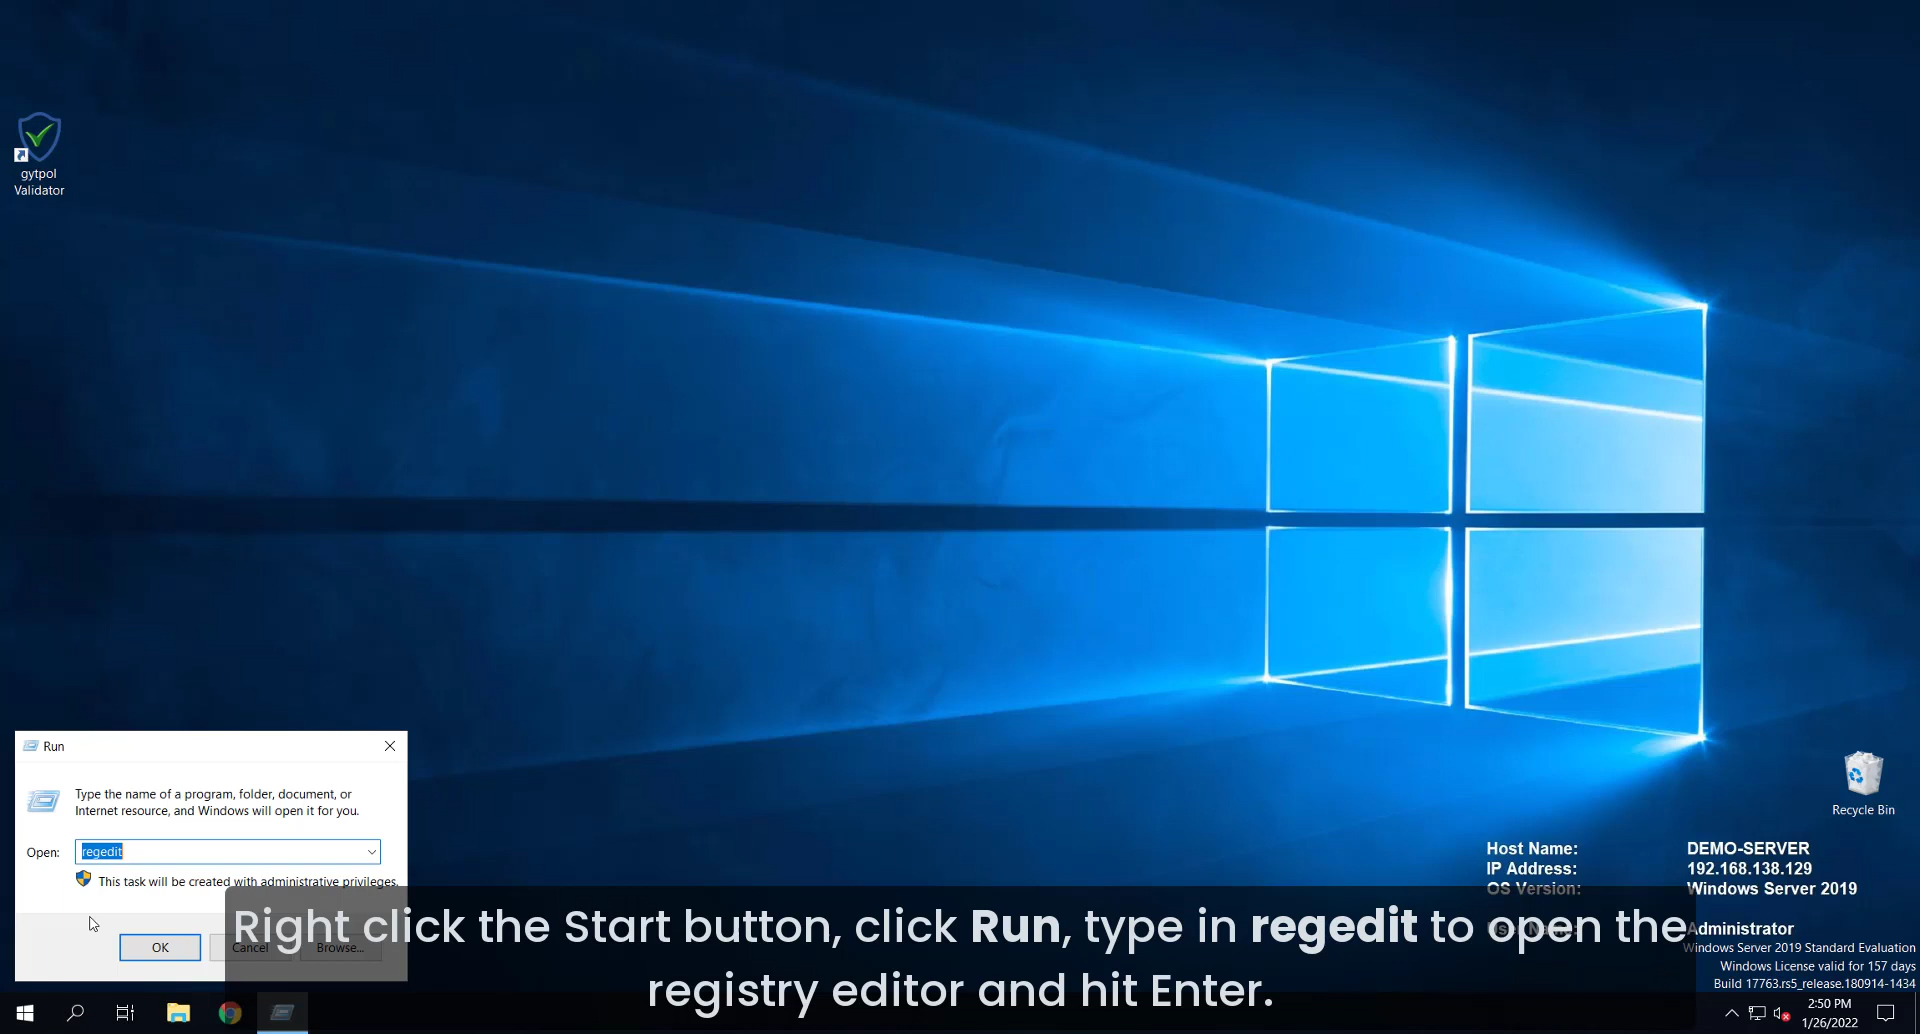 gytpol
Validator
Run
Type the name of a program, folder, document, or
Internet resource, and Windows will open it for you.
Open:
regedit
This task will be created with administrative privileges.
OK
Cancel
Browse...
Recycle Bin
Host Name: DEMO-SERVER
IP Address: 192.168.138.129
OS Version: Windows Server 2019
Administrator
Windows Server 2019 Standard Evaluation
Windows License valid for 157 days
Build 17763.rs5_release.180914-1434
Right click the Start button, click Run, type in regedit to open the
registry editor and hit Enter.
2:50 PM
1/26/2022